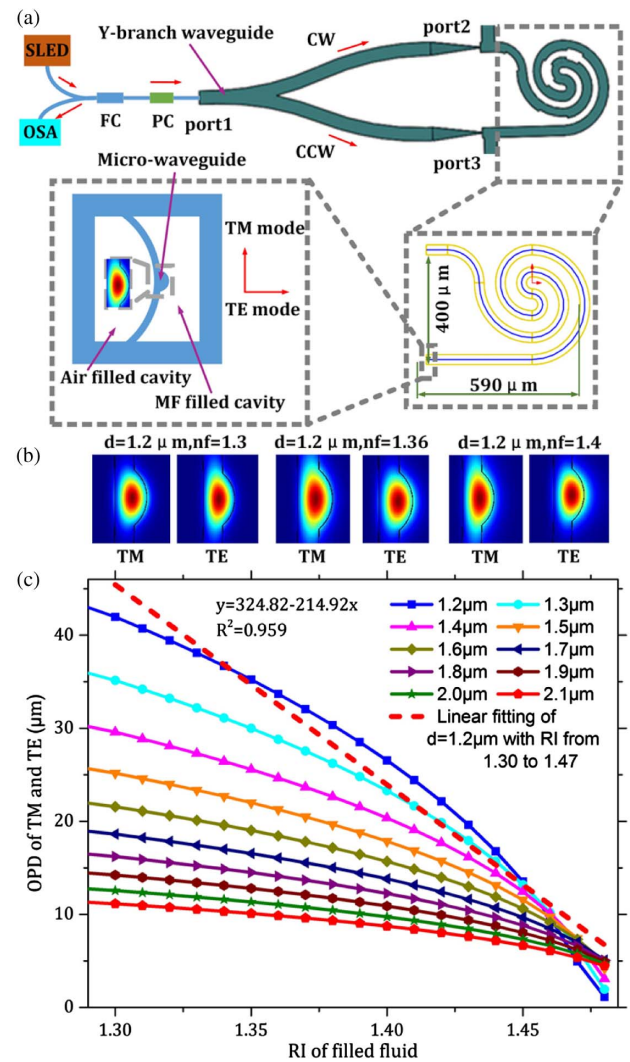 (a)
SLED
OSA
FC
PC
port1
Y-branch waveguide
CW
CCW
port2
port3
Micro-waveguide
TM mode
TE mode
Air filled cavity
MF filled cavity
400 μm
590 μm
(b)
d=1.2 μm,nf=1.3
d=1.2 μm,nf=1.36
d=1.2 μm,nf=1.4
TM
TE
TM
TE
TM
TE
(c)
y=324.82-214.92x
R²=0.959
1.2μm
1.3μm
1.4μm
1.5μm
1.6μm
1.7μm
1.8μm
1.9μm
2.0μm
2.1μm
Linear fitting of
d=1.2μm with RI from
1.30 to 1.47
OPD of TM and TE (μm)
40
30
20
10
0
1.30
1.35
1.40
1.45
RI of filled fluid